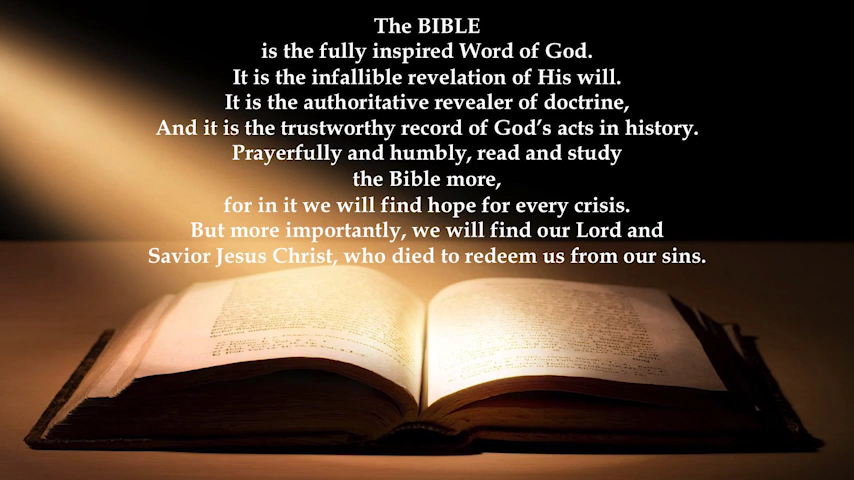 The BIBLE
is the fully inspired Word of God.
It is the infallible revelation of His will.
It is the authoritative revealer of doctrine,
And it is the trustworthy record of God's acts in history.
Prayerfully and humbly, read and study
the Bible more,
for in it we will find hope for every crisis.
But more importantly, we will find our Lord and
Savior Jesus Christ, who died to redeem us from our sins.